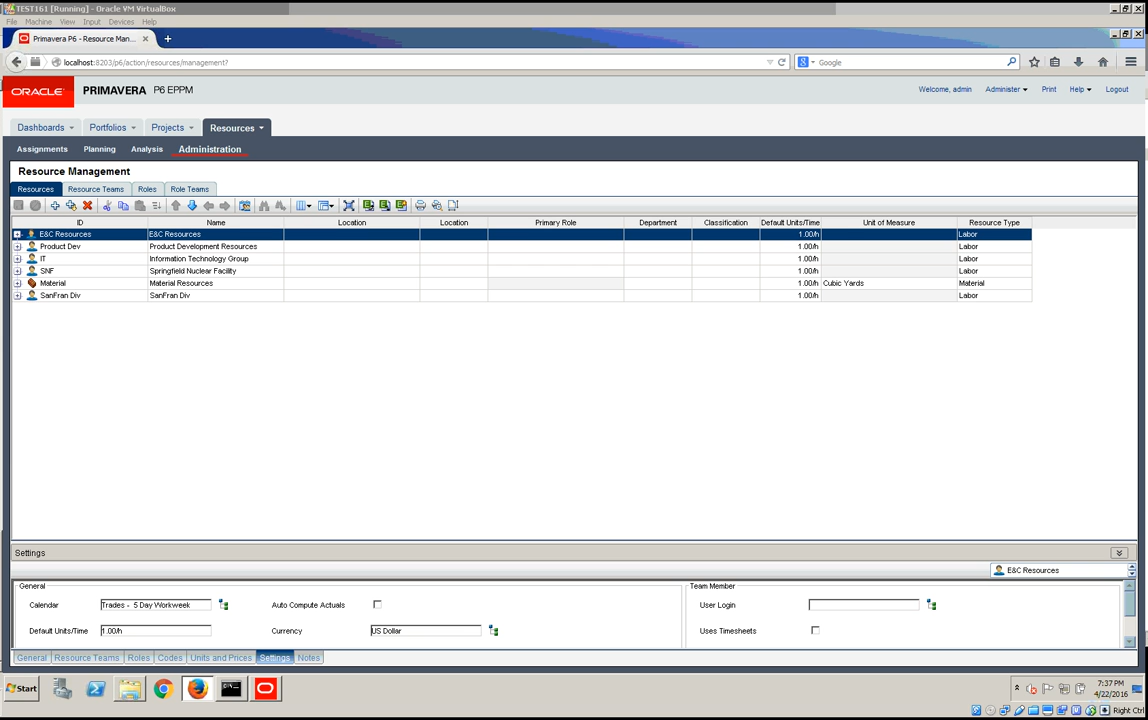 TEST161 [Running] - Oracle VM VirtualBox
File Machine View Input Devices Help
Primavera P6 - Resource Man... × +
localhost:8203/p6/action/resources/management?
Google
ORACLE PRIMAVERA P6 EPPM
Welcome, admin Administer Print Help Logout
Dashboards Portfolios Projects Resources
Assignments Planning Analysis Administration
Resource Management
Resources Resource Teams Roles Role Teams
ID Name Location Location Primary Role Department Classification Default Units/Time Unit of Measure Resource Type
E&C Resources E&C Resources 1.00/h Labor
Product Dev Product Development Resources 1.00/h Labor
IT Information Technology Group 1.00/h Labor
SNF Springfield Nuclear Facility 1.00/h Labor
Material Material Resources 1.00/h Cubic Yards Material
SanFran Div SanFran Div 1.00/h Labor
Settings
E&C Resources
General Team Member
Calendar Trades - 5 Day Workweek Auto Compute Actuals User Login
Default Units/Time 1.00/h Currency US Dollar Uses Timesheets
General Resource Teams Roles Codes Units and Prices Settings Notes
Start
7:37 PM
4/22/2016
Right Ctrl